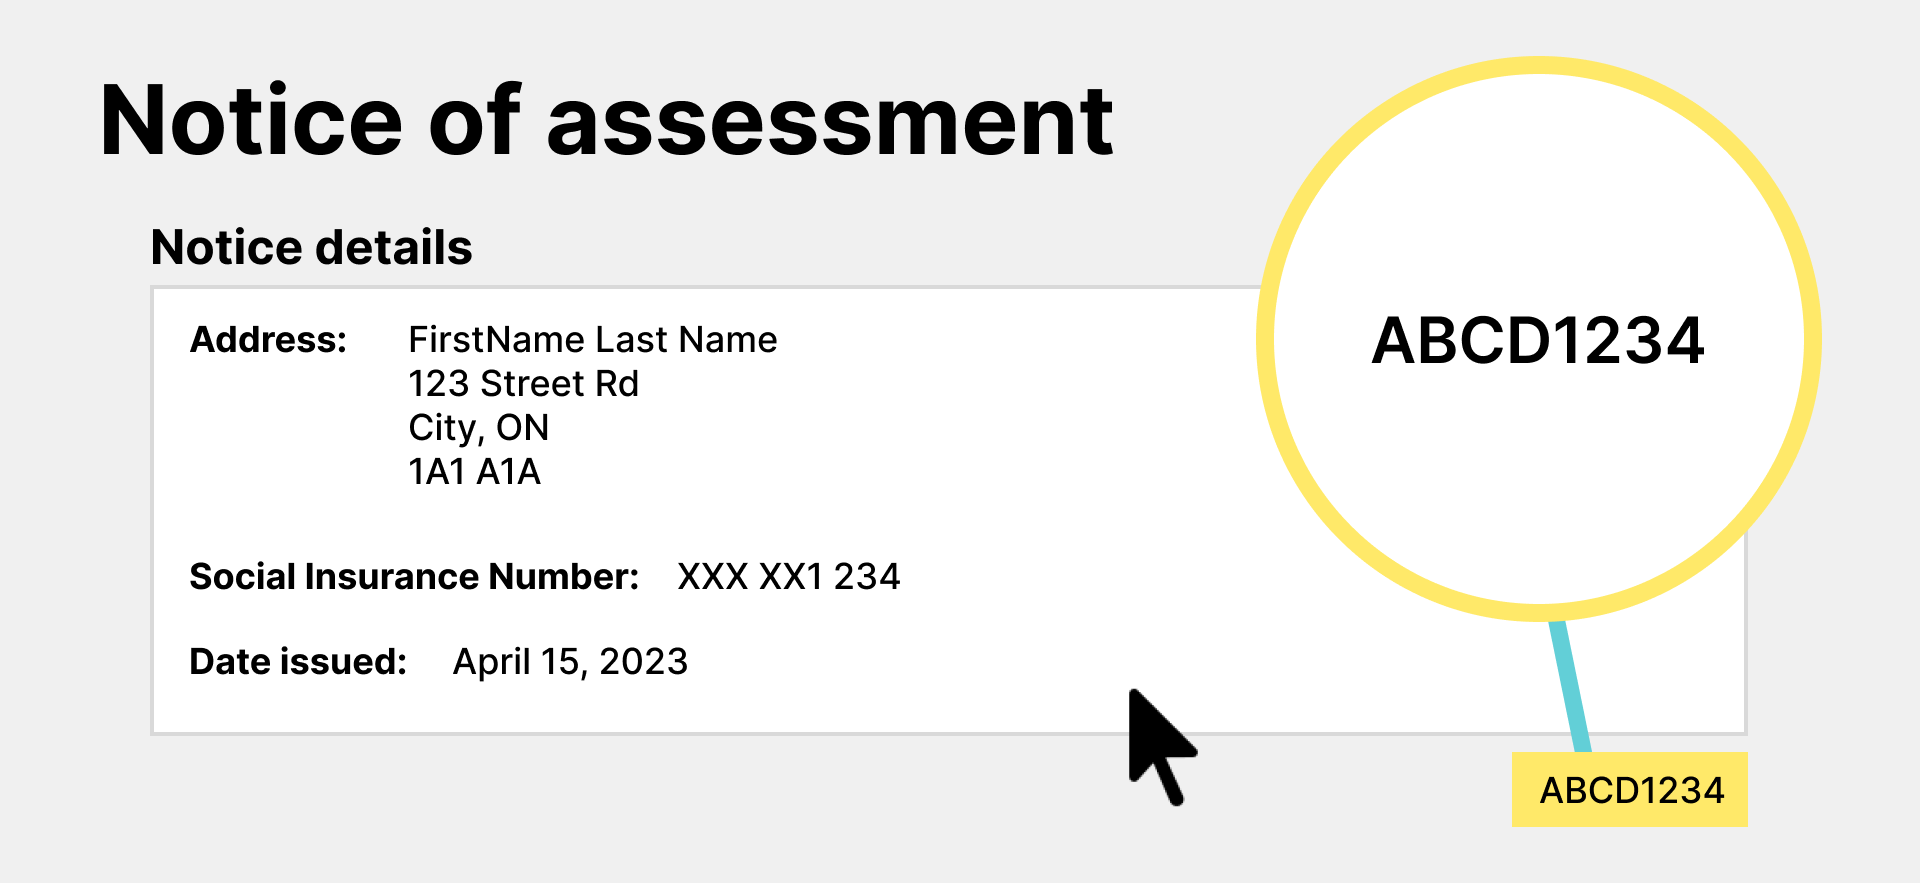 Notice of assessment
Notice details
Address: FirstName Last Name
123 Street Rd
City, ON
1A1 A1A
Social Insurance Number: XXX XX1 234
Date issued: April 15, 2023
ABCD1234
ABCD1234